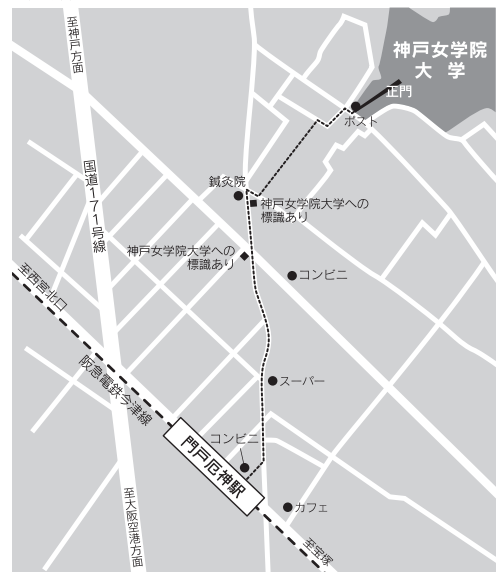 至神戸方面
神戸女学院
大 学
正門
ポスト
国道171号線
鍼灸院
神戸女学院大学への
標識あり
神戸女学院大学への
標識あり
コンビニ
至西宮北口
阪急電鉄今津線
スーパー
コンビニ
門戸厄神駅
カフェ
至大阪空港方面
至宝塚